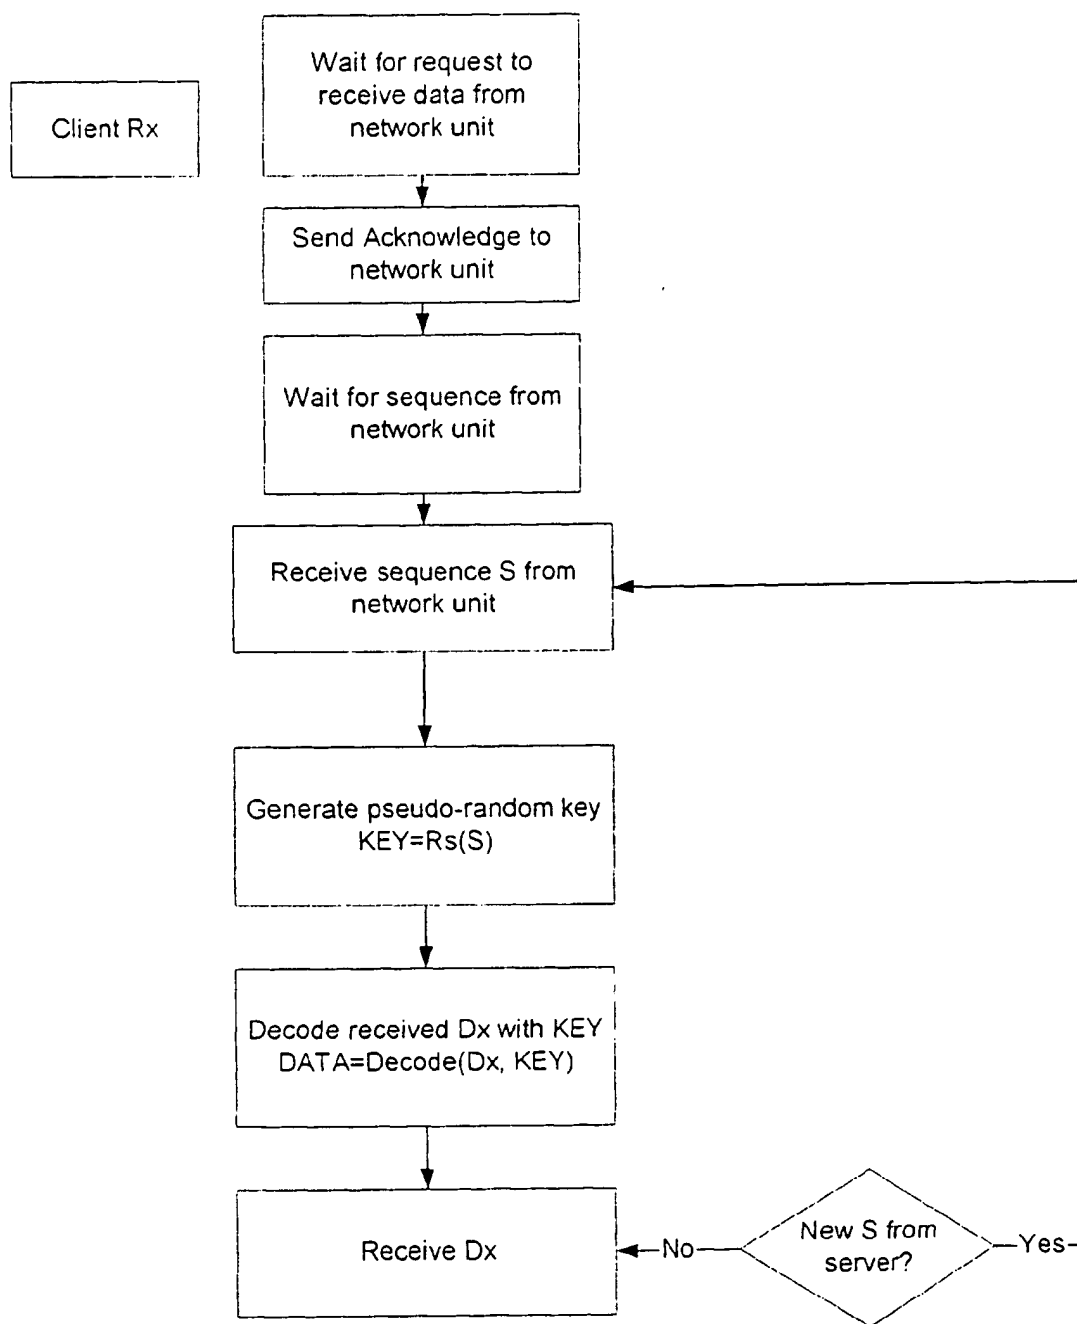 Client Rx
Wait for request to
receive data from
network unit
Send Acknowledge to
network unit
Wait for sequence from
network unit
Receive sequence S from
network unit
Generate pseudo-random key
KEY=Rs(S)
Decode received Dx with KEY
DATA=Decode(Dx, KEY)
Receive Dx
No
New S from
server?
Yes